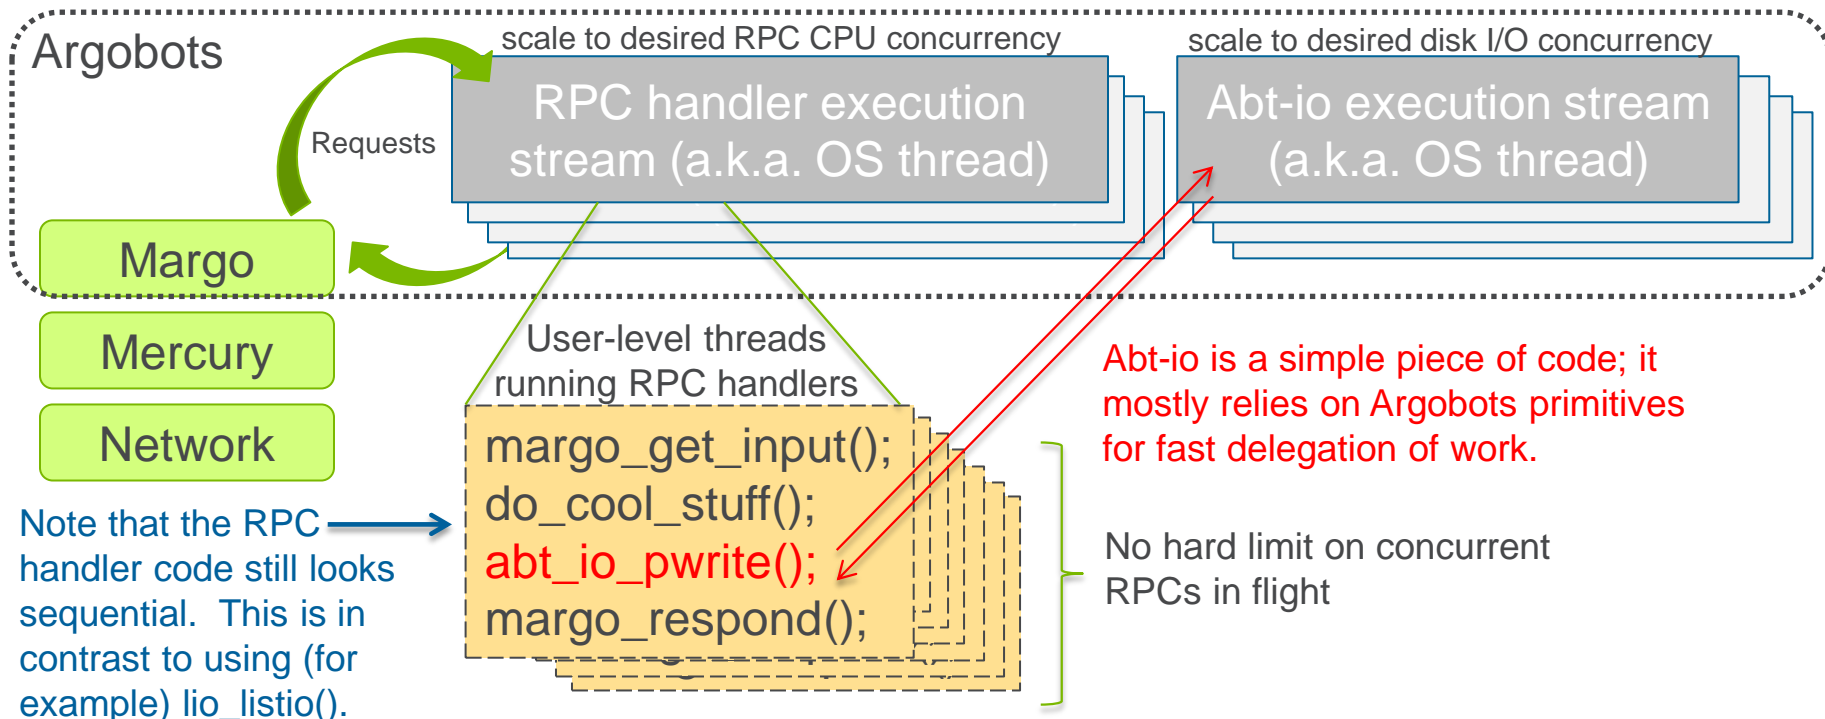 Argobots
scale to desired RPC CPU concurrency
scale to desired disk I/O concurrency
RPC handler execution
stream (a.k.a. OS thread)
Abt-io execution stream
(a.k.a. OS thread)
Requests
Margo
Mercury
Network
User-level threads
running RPC handlers
margo_get_input();
do_cool_stuff();
abt_io_pwrite();
margo_respond();
Abt-io is a simple piece of code; it
mostly relies on Argobots primitives
for fast delegation of work.
No hard limit on concurrent
RPCs in flight
Note that the RPC
handler code still looks
sequential.  This is in
contrast to using (for
example) lio_listio().